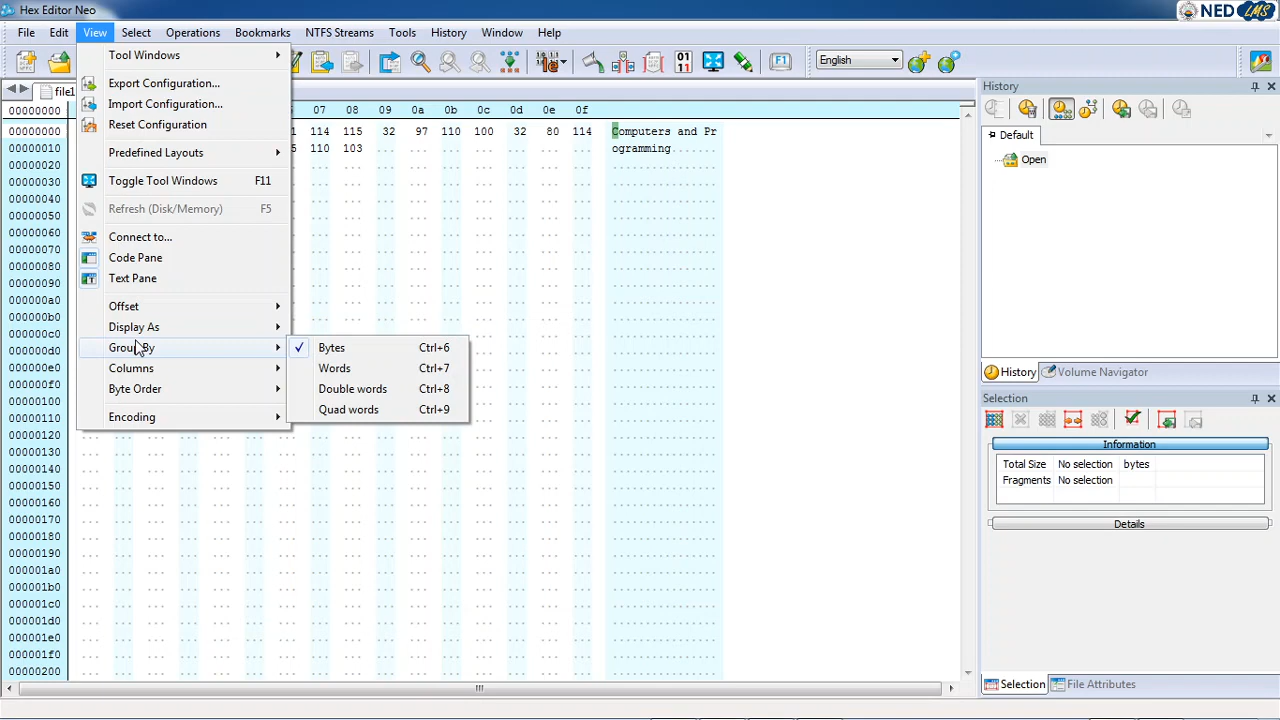 Hex Editor Neo
NED LMS
File Edit View Select Operations Bookmarks NTFS Streams Tools History Window Help
English
file1
Tool Windows
Export Configuration...
Import Configuration...
Reset Configuration
Predefined Layouts
Toggle Tool Windows F11
Refresh (Disk/Memory) F5
Connect to...
Code Pane
Text Pane
Offset
Display As
Group By
Columns
Byte Order
Encoding
Bytes Ctrl+6
Words Ctrl+7
Double words Ctrl+8
Quad words Ctrl+9
00000000 07 08 09 0a 0b 0c 0d 0e 0f
00000000 114 115 32 97 110 100 32 80 114 Computers and Pr
00000010 110 103 ogramming
00000020
00000030
00000040
00000050
00000060
00000070
00000080
00000090
000000a0
000000b0
000000c0
000000d0
000000e0
000000f0
00000100
00000110
00000120
00000130
00000140
00000150
00000160
00000170
00000180
00000190
000001a0
000001b0
000001c0
000001d0
000001e0
000001f0
00000200
History
Default
Open
History Volume Navigator
Selection
Information
Total Size No selection bytes
Fragments No selection
Details
Selection File Attributes